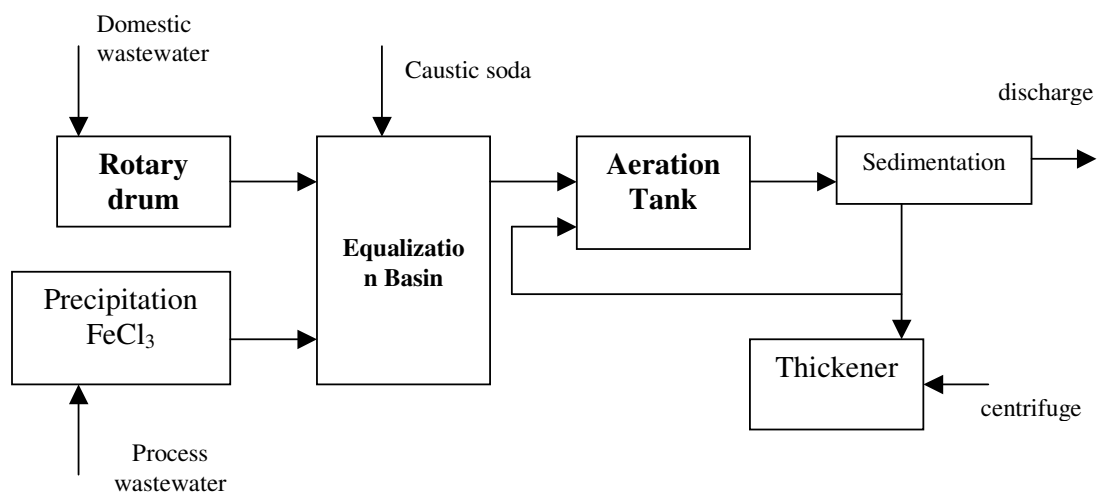 Domestic
wastewater
Caustic soda
discharge
Rotary
drum
Aeration
Tank
Sedimentation
Equalizatio
n Basin
Precipitation
FeCl₃
Thickener
centrifuge
Process
wastewater